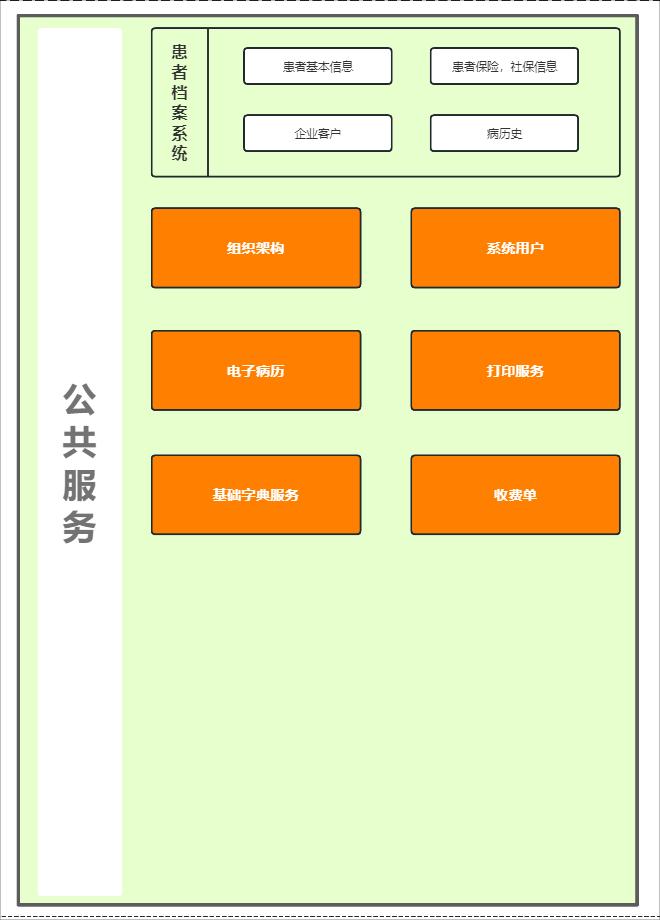 公共服务
患者档案系统
患者基本信息
患者保险，社保信息
企业客户
病历史
组织架构
系统用户
电子病历
打印服务
基础字典服务
收费单